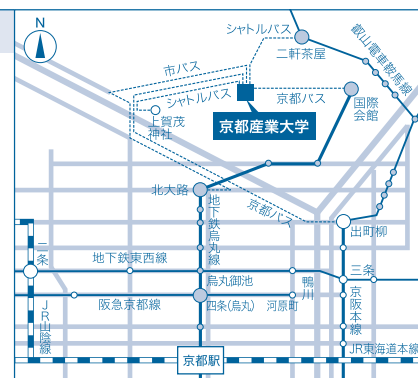 N
シャトルバス
二軒茶屋
叡山電車鞍馬線
市バス
シャトルバス
京都バス
国際
会館
上賀茂
神社
京都産業大学
北大路
地下鉄烏丸線
京都バス
出町柳
二条
地下鉄東西線
烏丸御池
鴨川
三条
JR山陰線
阪急京都線
四条(烏丸)
河原町
京阪本線
京都駅
JR東海道本線